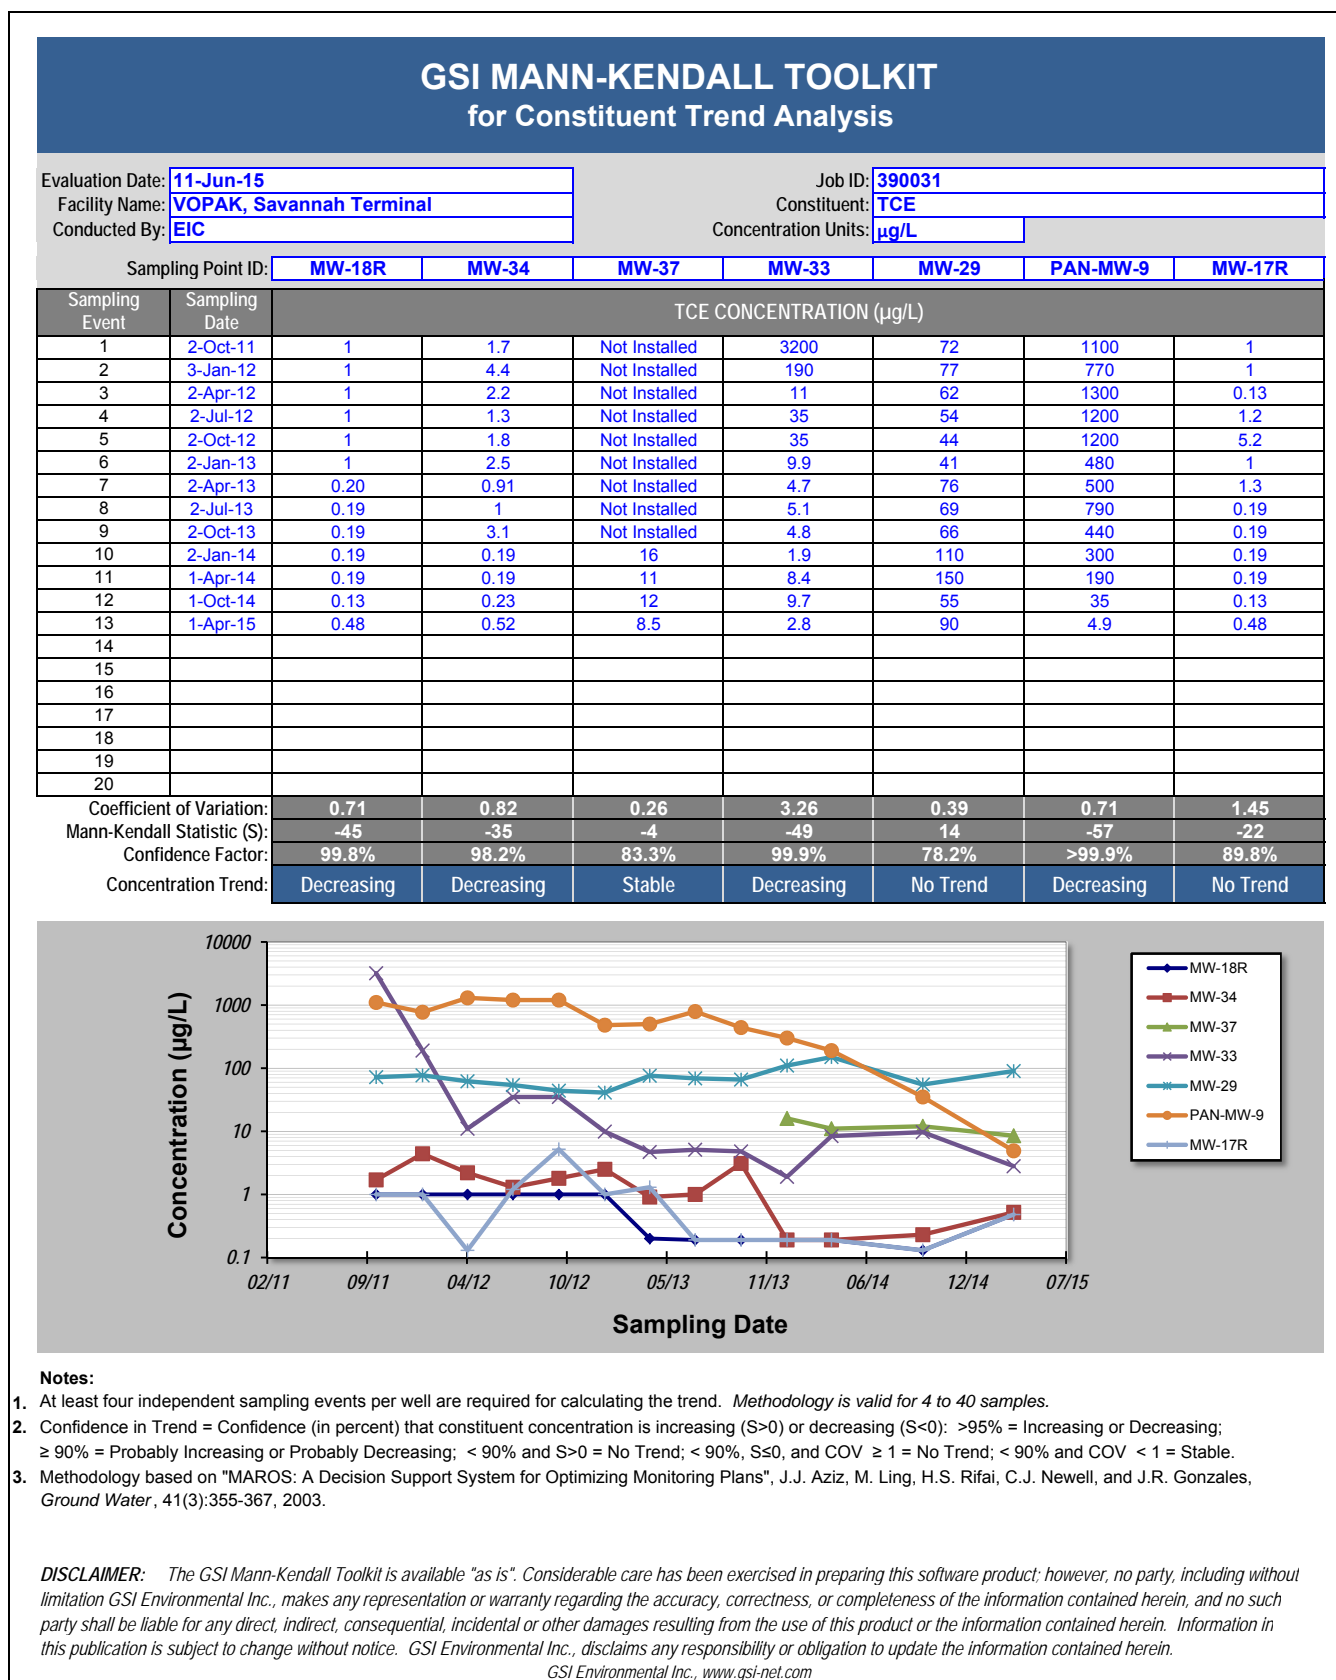 GSI MANN-KENDALL TOOLKIT
for Constituent Trend Analysis
Evaluation Date: 11-Jun-15 Job ID: 390031
Facility Name: VOPAK, Savannah Terminal Constituent: TCE
Conducted By: EIC Concentration Units: µg/L
Sampling Point ID: MW-18R MW-34 MW-37 MW-33 MW-29 PAN-MW-9 MW-17R
Sampling Event Sampling Date TCE CONCENTRATION (µg/L)
1 2-Oct-11 1 1.7 Not Installed 3200 72 1100 1
2 3-Jan-12 1 4.4 Not Installed 190 77 770 1
3 2-Apr-12 1 2.2 Not Installed 11 62 1300 0.13
4 2-Jul-12 1 1.3 Not Installed 35 54 1200 1.2
5 2-Oct-12 1 1.8 Not Installed 35 44 1200 5.2
6 2-Jan-13 1 2.5 Not Installed 9.9 41 480 1
7 2-Apr-13 0.20 0.91 Not Installed 4.7 76 500 1.3
8 2-Jul-13 0.19 1 Not Installed 5.1 69 790 0.19
9 2-Oct-13 0.19 3.1 Not Installed 4.8 66 440 0.19
10 2-Jan-14 0.19 0.19 16 1.9 110 300 0.19
11 1-Apr-14 0.19 0.19 11 8.4 150 190 0.19
12 1-Oct-14 0.13 0.23 12 9.7 55 35 0.13
13 1-Apr-15 0.48 0.52 8.5 2.8 90 4.9 0.48
14
15
16
17
18
19
20
Coefficient of Variation: 0.71 0.82 0.26 3.26 0.39 0.71 1.45
Mann-Kendall Statistic (S): -45 -35 -4 -49 14 -57 -22
Confidence Factor: 99.8% 98.2% 83.3% 99.9% 78.2% >99.9% 89.8%
Concentration Trend: Decreasing Decreasing Stable Decreasing No Trend Decreasing No Trend
Concentration (µg/L)
10000
1000
100
10
1
0.1
02/11 09/11 04/12 10/12 05/13 11/13 06/14 12/14 07/15
Sampling Date
MW-18R
MW-34
MW-37
MW-33
MW-29
PAN-MW-9
MW-17R
Notes:
1. At least four independent sampling events per well are required for calculating the trend. Methodology is valid for 4 to 40 samples.
2. Confidence in Trend = Confidence (in percent) that constituent concentration is increasing (S>0) or decreasing (S<0): >95% = Increasing or Decreasing;
≥ 90% = Probably Increasing or Probably Decreasing; < 90% and S>0 = No Trend; < 90%, S≤0, and COV ≥ 1 = No Trend; < 90% and COV < 1 = Stable.
3. Methodology based on "MAROS: A Decision Support System for Optimizing Monitoring Plans", J.J. Aziz, M. Ling, H.S. Rifai, C.J. Newell, and J.R. Gonzales,
Ground Water, 41(3):355-367, 2003.
DISCLAIMER: The GSI Mann-Kendall Toolkit is available "as is". Considerable care has been exercised in preparing this software product; however, no party, including without
limitation GSI Environmental Inc., makes any representation or warranty regarding the accuracy, correctness, or completeness of the information contained herein, and no such
party shall be liable for any direct, indirect, consequential, incidental or other damages resulting from the use of this product or the information contained herein. Information in
this publication is subject to change without notice. GSI Environmental Inc., disclaims any responsibility or obligation to update the information contained herein.
GSI Environmental Inc., www.gsi-net.com